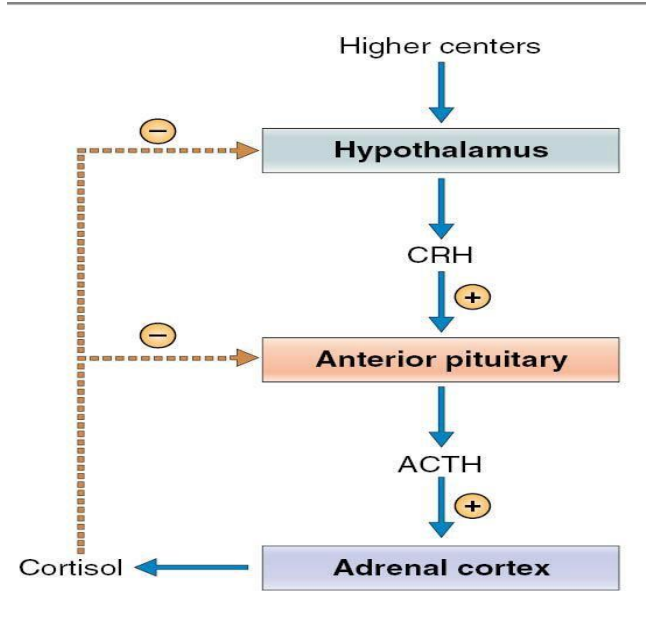 Higher centers
−
Hypothalamus
CRH
+
−
Anterior pituitary
ACTH
+
Cortisol
Adrenal cortex